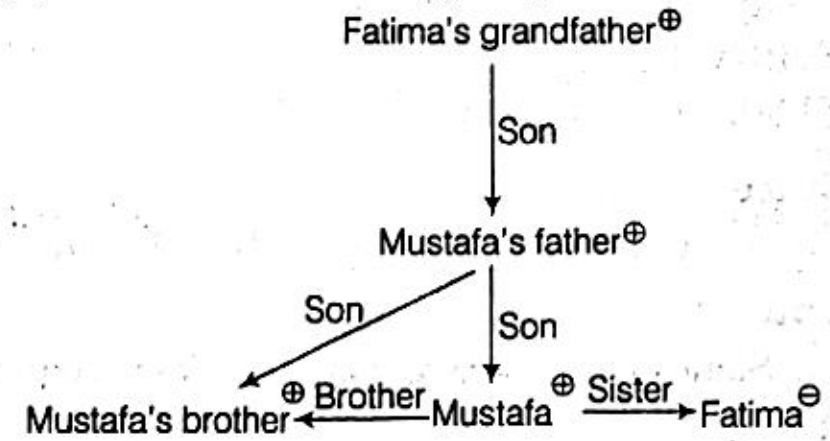 Fatima's grandfather⊕
Son
Mustafa's father⊕
Son
Son
Mustafa's brother⊕ Brother Mustafa⊕ Sister Fatima⊖